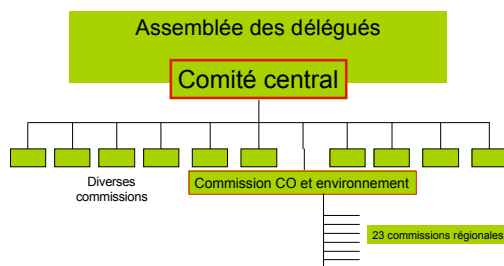 Assemblée des délégués
Comité central
Diverses
commissions
Commission CO et environnement
23 commissions régionales